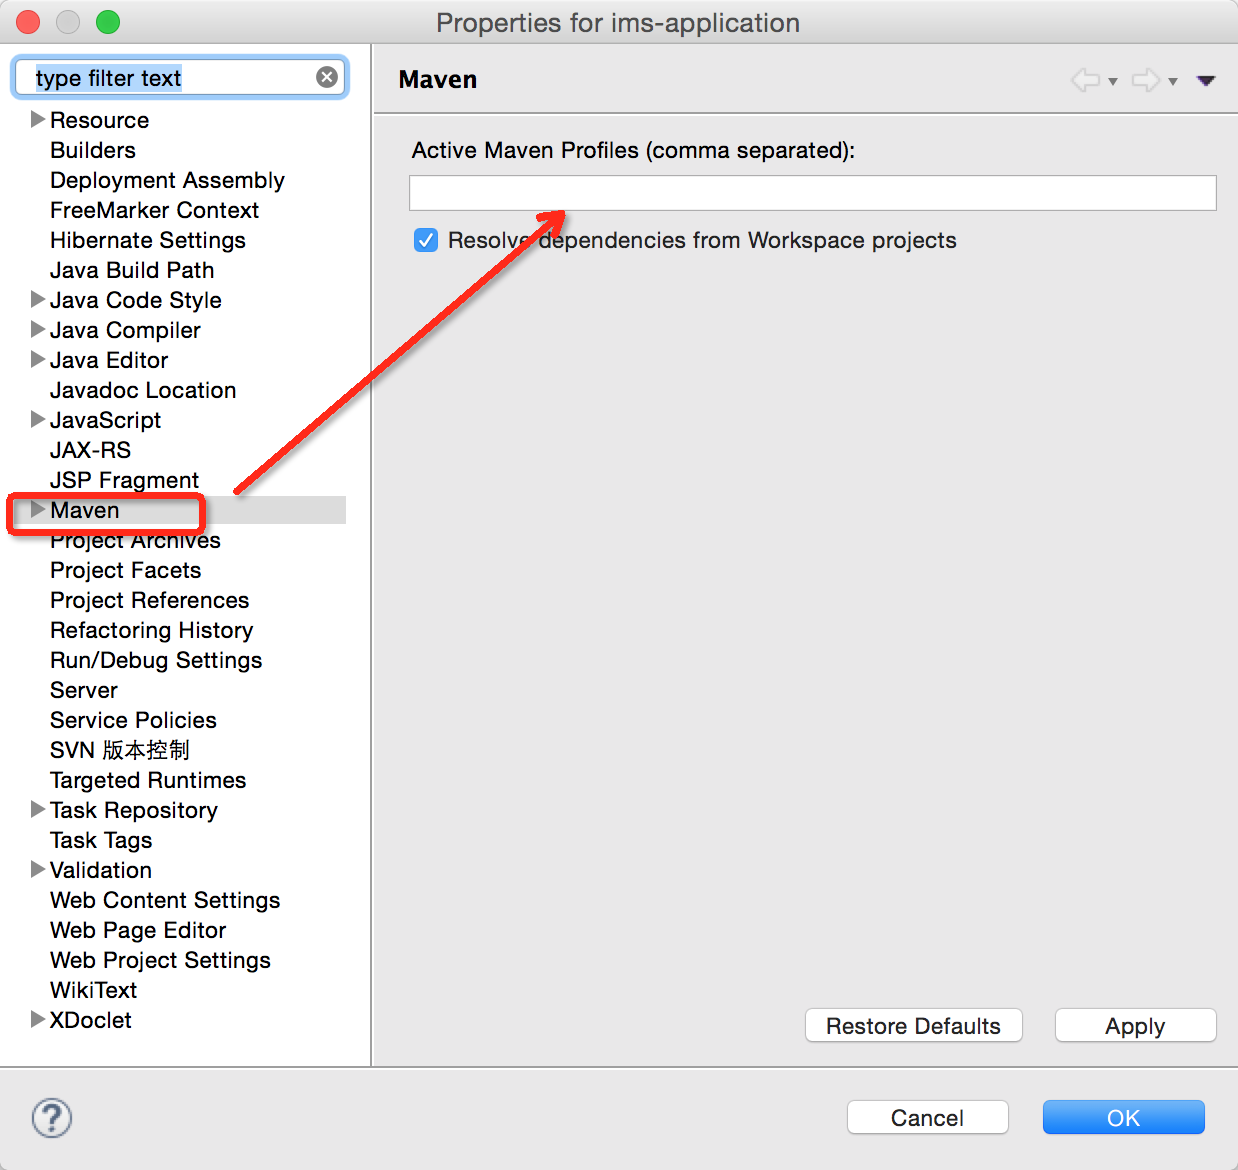 Properties for ims-application
type filter text
Resource
Builders
Deployment Assembly
FreeMarker Context
Hibernate Settings
Java Build Path
Java Code Style
Java Compiler
Java Editor
Javadoc Location
JavaScript
JAX-RS
JSP Fragment
Maven
Project Archives
Project Facets
Project References
Refactoring History
Run/Debug Settings
Server
Service Policies
SVN 版本控制
Targeted Runtimes
Task Repository
Task Tags
Validation
Web Content Settings
Web Page Editor
Web Project Settings
WikiText
XDoclet
Maven
Active Maven Profiles (comma separated):
Resolve dependencies from Workspace projects
Restore Defaults
Apply
?
Cancel
OK